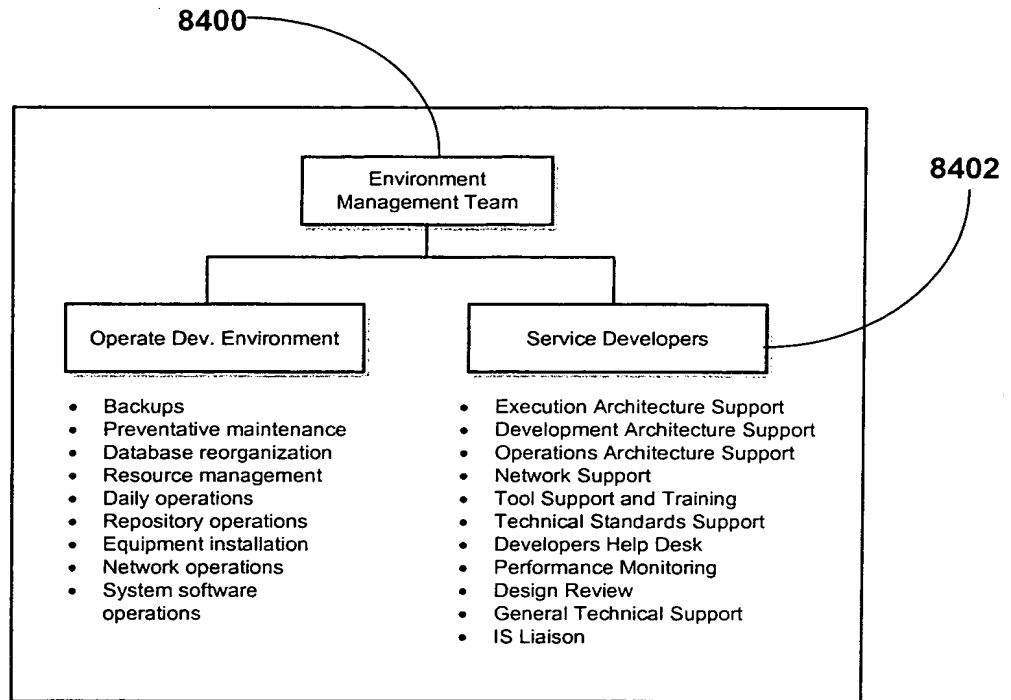 8400
8402
Environment
Management Team
Operate Dev. Environment
• Backups
• Preventative maintenance
• Database reorganization
• Resource management
• Daily operations
• Repository operations
• Equipment installation
• Network operations
• System software
operations
Service Developers
• Execution Architecture Support
• Development Architecture Support
• Operations Architecture Support
• Network Support
• Tool Support and Training
• Technical Standards Support
• Developers Help Desk
• Performance Monitoring
• Design Review
• General Technical Support
• IS Liaison